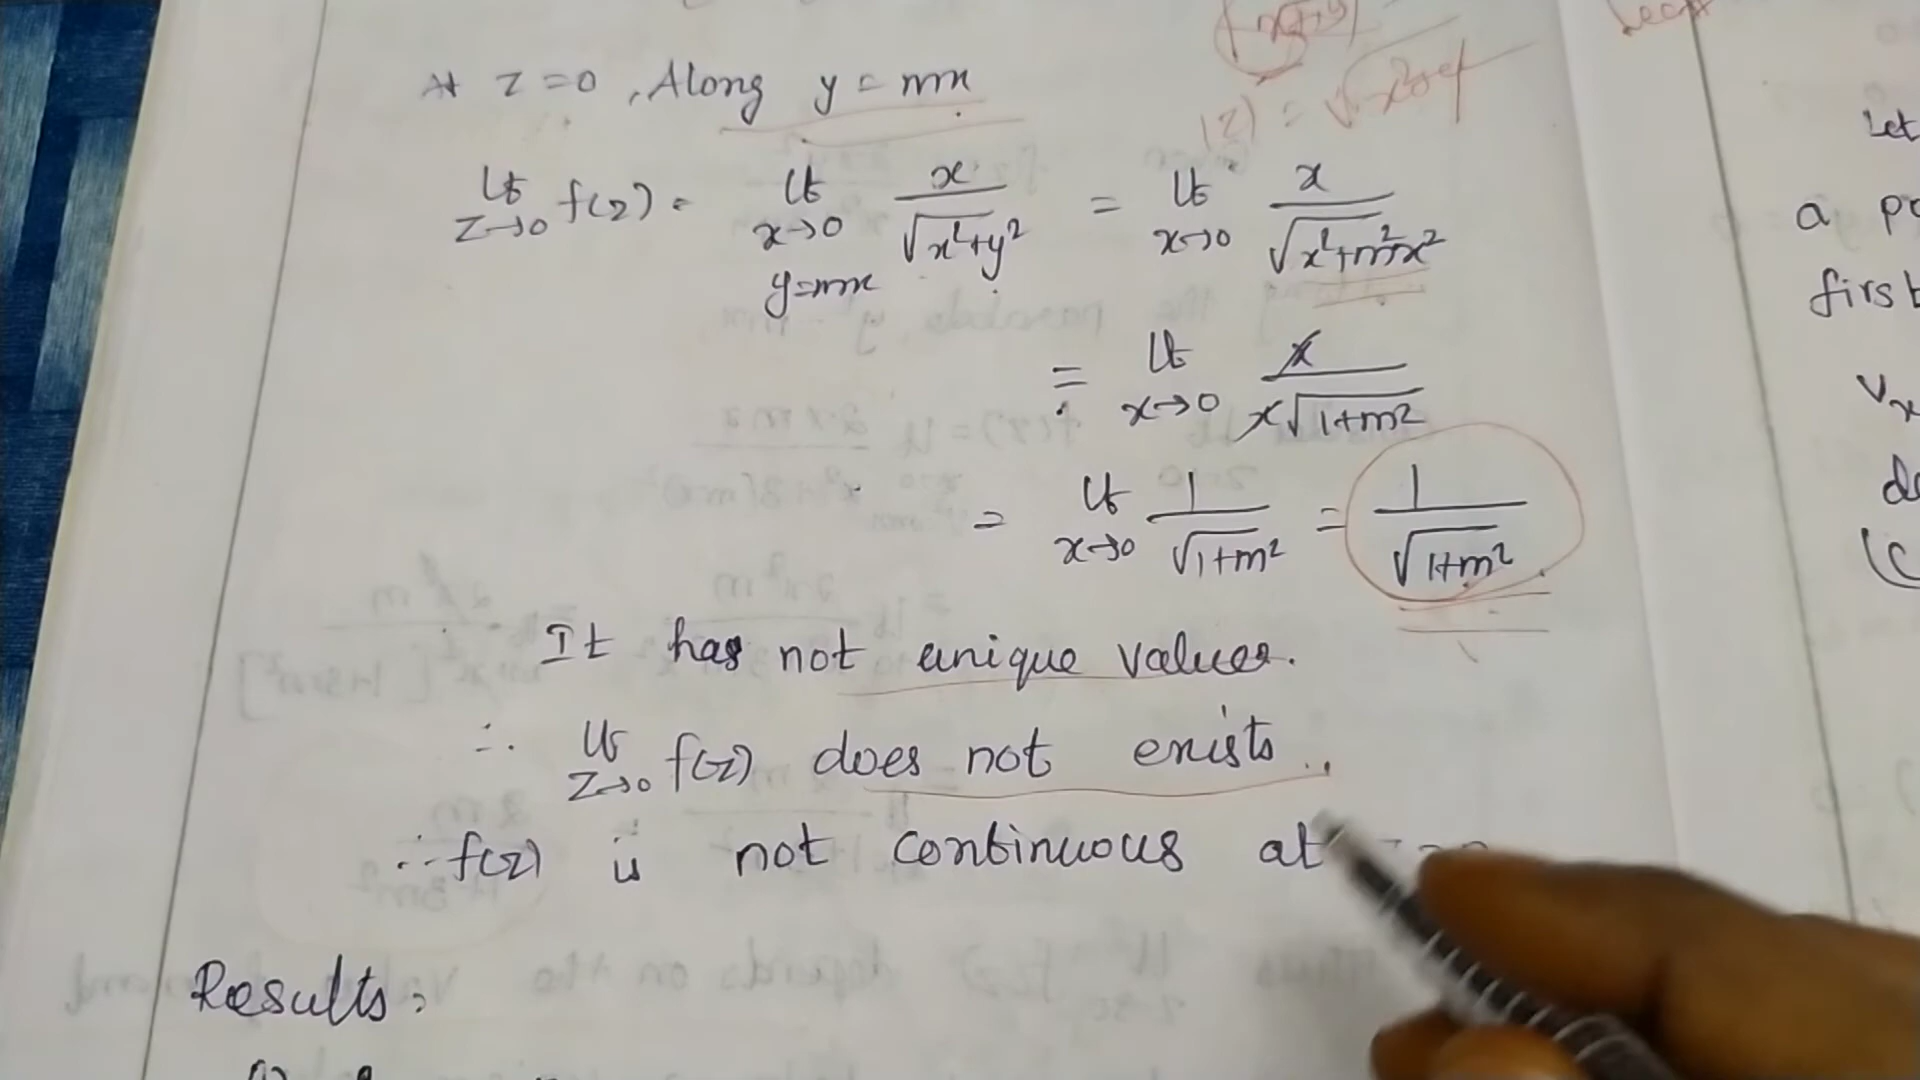 At z=0, Along y=mx
|z| = √x²+y²
Lt z→0 f(z) = Lt x→0 y=mx x/√x²+y² = Lt x→0 x/√x²+m²x²
= Lt x→0 x/x√1+m²
= Lt x→0 1/√1+m² = 1/√1+m²
It has not unique values.
∴ Lt z→0 f(z) does not exists.
∴ f(z) is not continuous at
Results:
Let
a
first